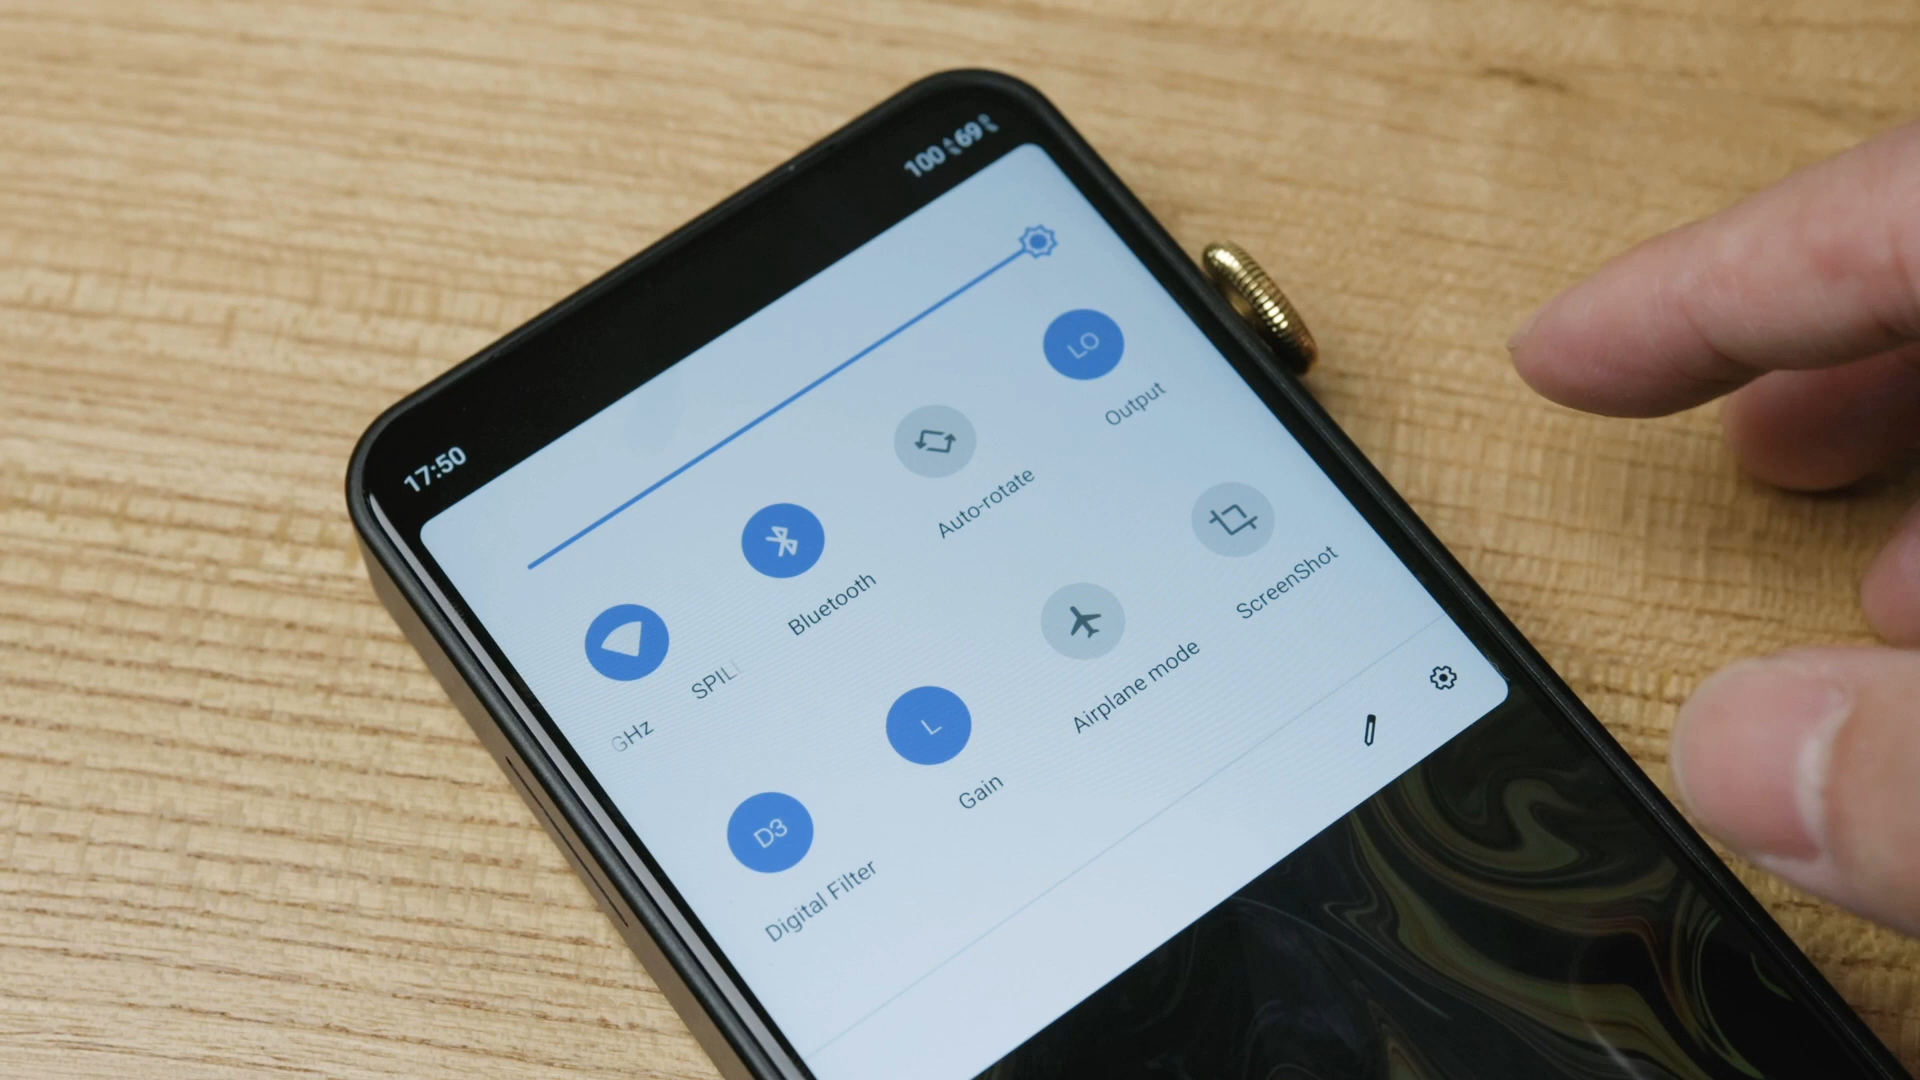 17:50
100 69
GHz SPIL
Bluetooth
Auto-rotate
LO
Output
D3
Digital Filter
L
Gain
Airplane mode
ScreenShot